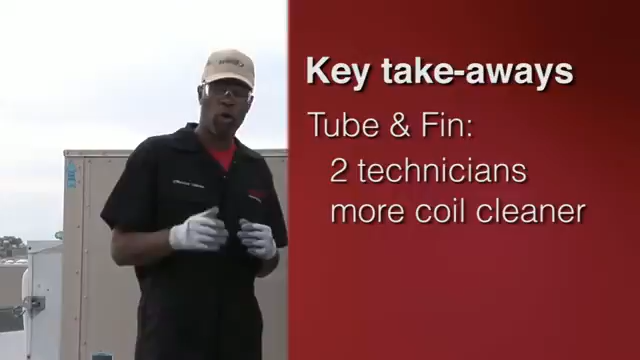 Key take-aways
Tube & Fin:
2 technicians
more coil cleaner